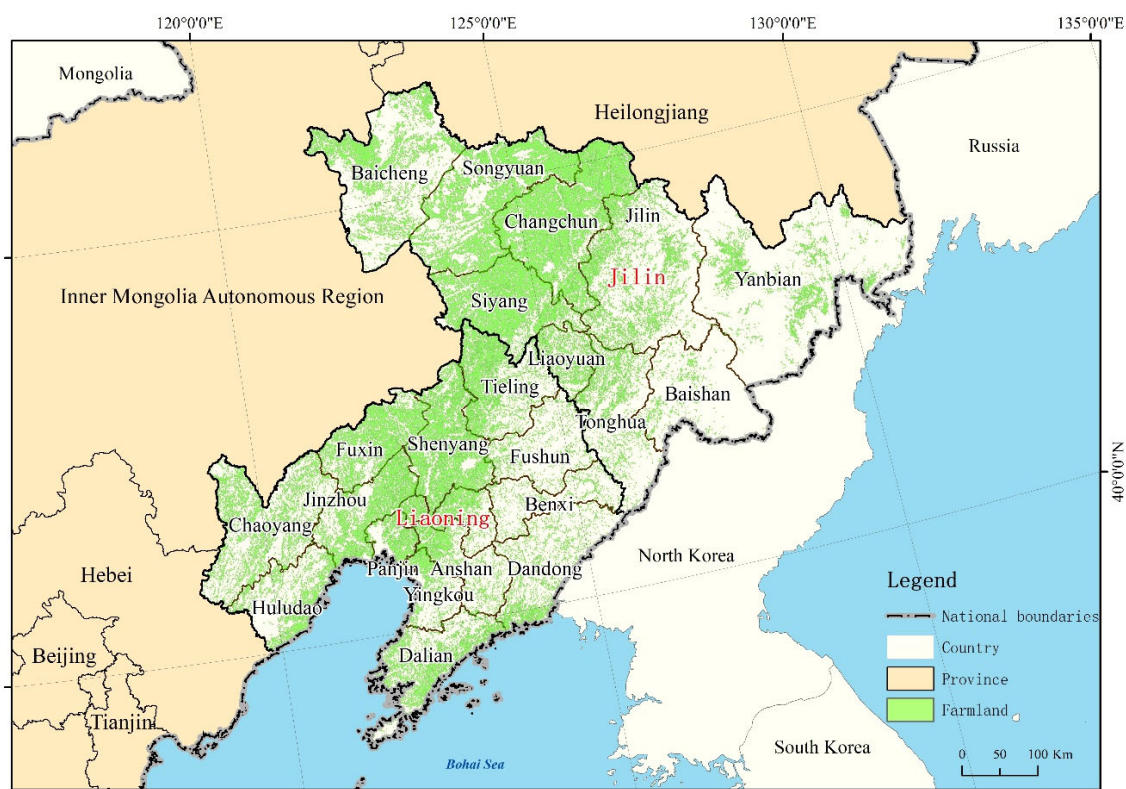 120°0'0"E
125°0'0"E
130°0'0"E
135°0'0"E
Mongolia
Heilongjiang
Russia
Baicheng
Songyuan
Changchun
Jilin
Jilin
Yanbian
Inner Mongolia Autonomous Region
Siyang
Liaoyuan
Tieling
Baishan
Tonghua
Fuxin
Shenyang
Fushun
40°0'0"N
Jinzhou
Benxi
Chaoyang
Liaoning
North Korea
Hebei
Panjin
Anshan
Dandong
Yingkou
Huludao
Beijing
Dalian
Tianjin
Bohai Sea
South Korea
Legend
National boundaries
Country
Province
Farmland
0 50 100 Km